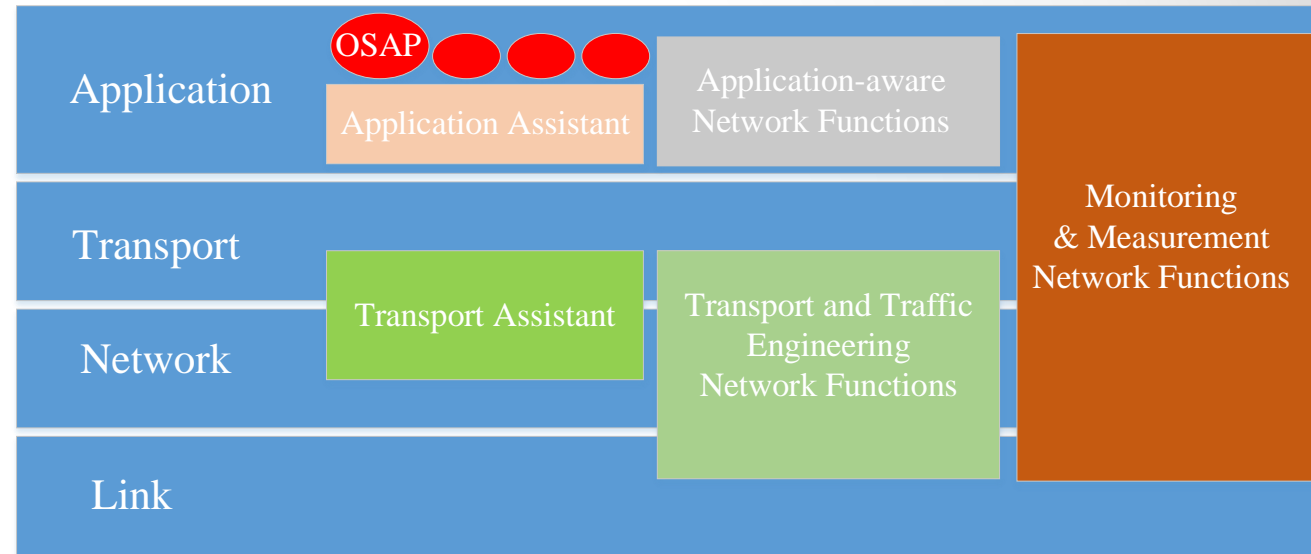 OSAP
Application
Application Assistant
Application-aware
Network Functions
Monitoring
& Measurement
Network Functions
Transport
Transport Assistant
Transport and Traffic
Engineering
Network Functions
Network
Link